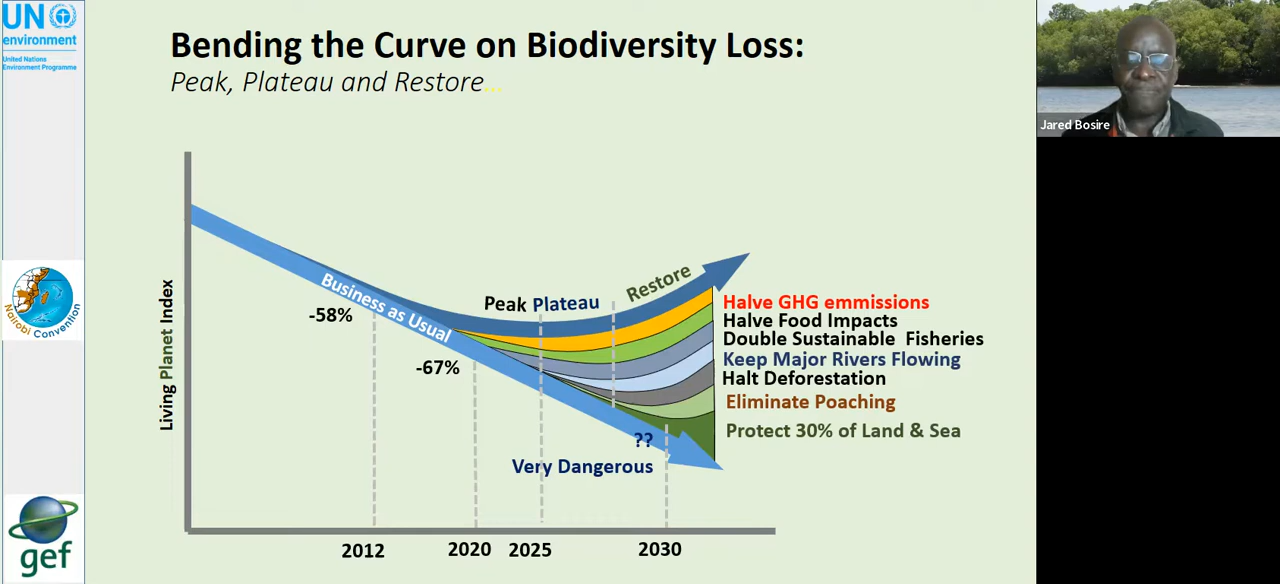 UN
environment
United Nations
Environment Programme
Bending the Curve on Biodiversity Loss:
Peak, Plateau and Restore...
Jared Bosire
Nairobi Convention
gef
Living Planet Index
Business as Usual
-58%
-67%
Peak Plateau
Restore
Halve GHG emmissions
Halve Food Impacts
Double Sustainable Fisheries
Keep Major Rivers Flowing
Halt Deforestation
Eliminate Poaching
Protect 30% of Land & Sea
??
Very Dangerous
2012
2020
2025
2030